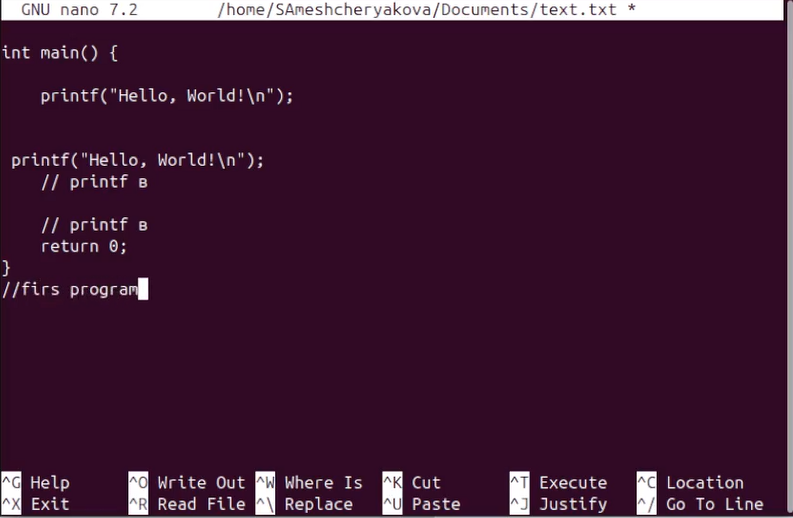 GNU nano 7.2 /home/SAmeshcheryakova/Documents/text.txt *
int main() {
printf("Hello, World!\n");
printf("Hello, World!\n");
// printf в
// printf в
return 0;
}
//firs program
^G Help ^O Write Out ^W Where Is ^K Cut ^T Execute ^C Location
^X Exit ^R Read File ^\ Replace ^U Paste ^J Justify ^/ Go To Line